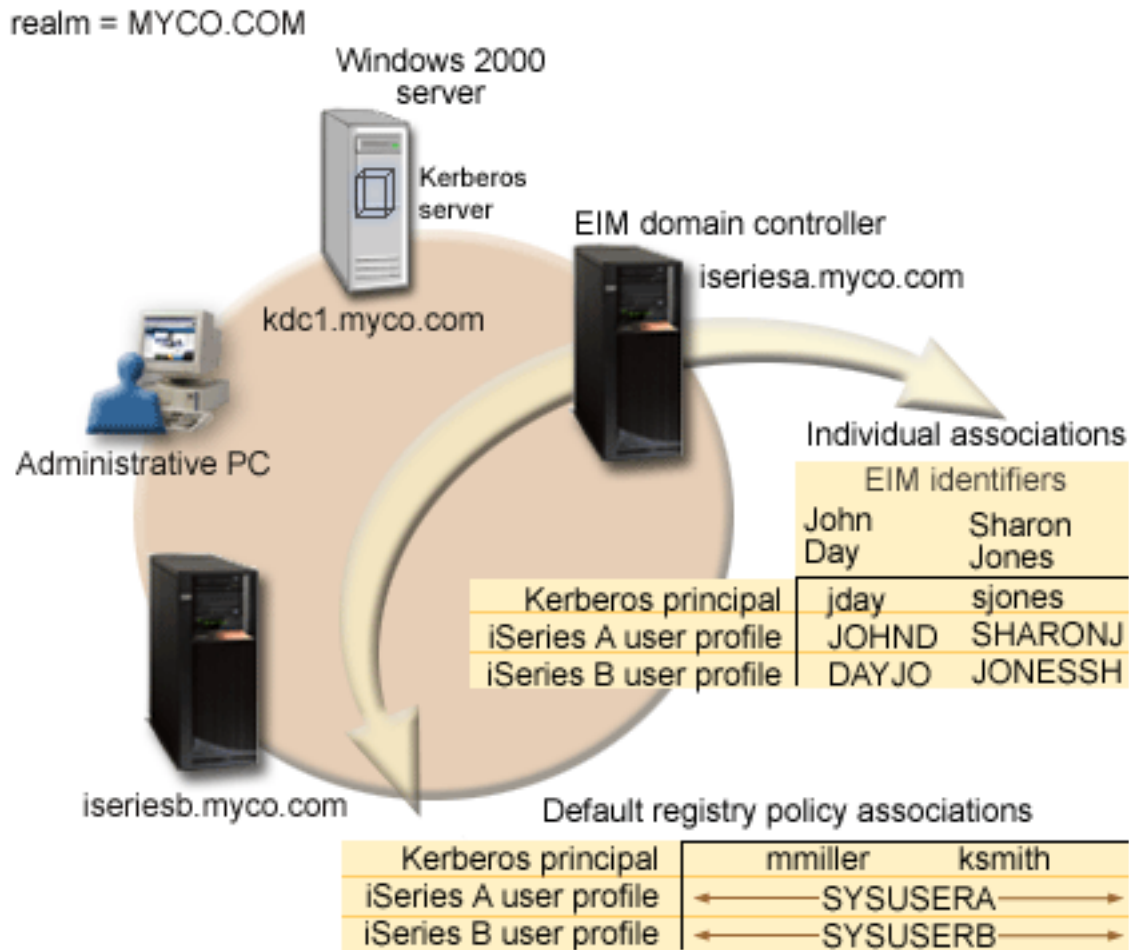 realm = MYCO.COM
Windows 2000
server
Kerberos
server
kdc1.myco.com
EIM domain controller
iseriesa.myco.com
Administrative PC
iseriesb.myco.com
Individual associations
EIM identifiers
John Sharon
Day Jones
Kerberos principal jday sjones
iSeries A user profile JOHND SHARONJ
iSeries B user profile DAYJO JONESSH
Default registry policy associations
Kerberos principal mmiller ksmith
iSeries A user profile SYSUSERA
iSeries B user profile SYSUSERB